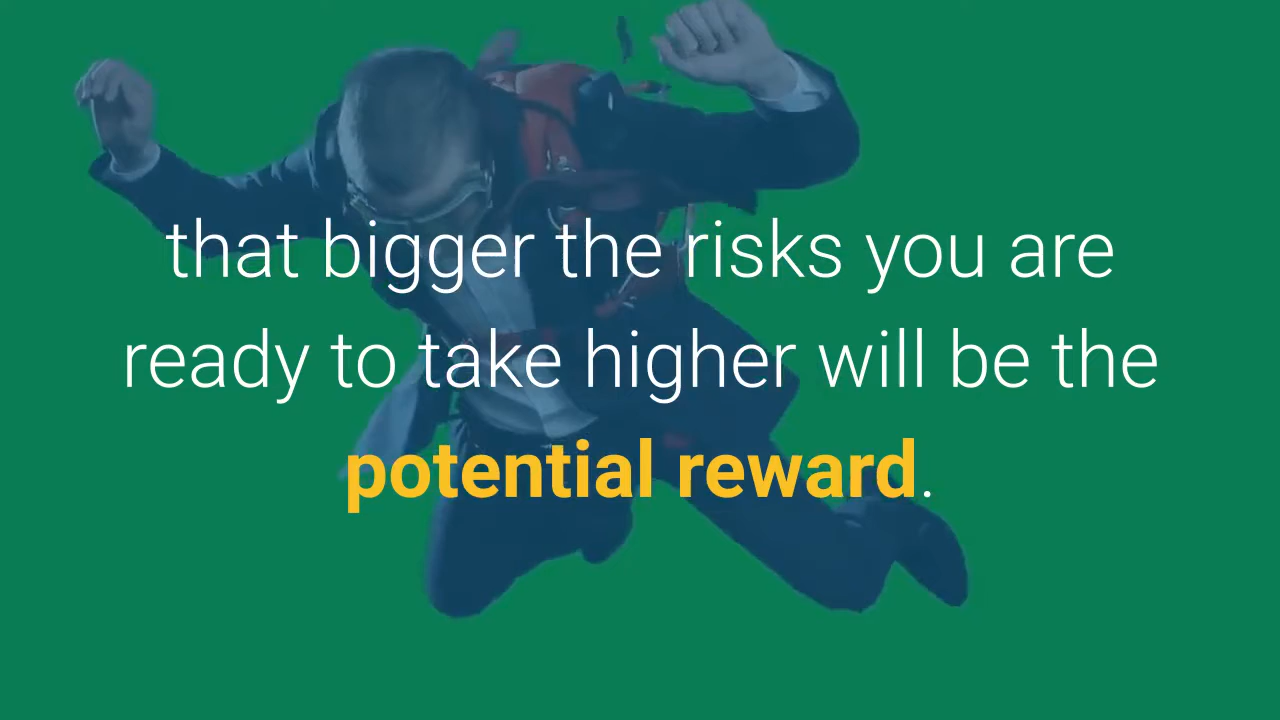 that bigger the risks you are
ready to take higher will be the
potential reward.